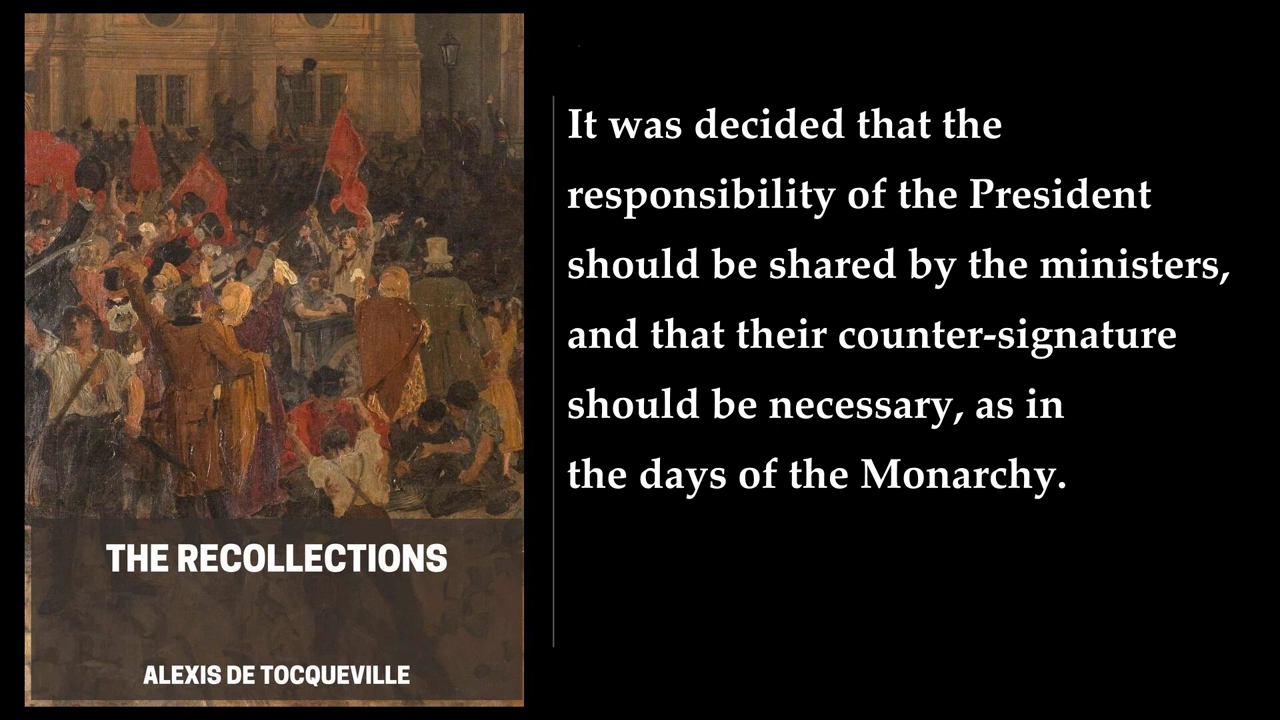 It was decided that the
responsibility of the President
should be shared by the ministers,
and that their counter-signature
should be necessary, as in
the days of the Monarchy.
THE RECOLLECTIONS
ALEXIS DE TOCQUEVILLE